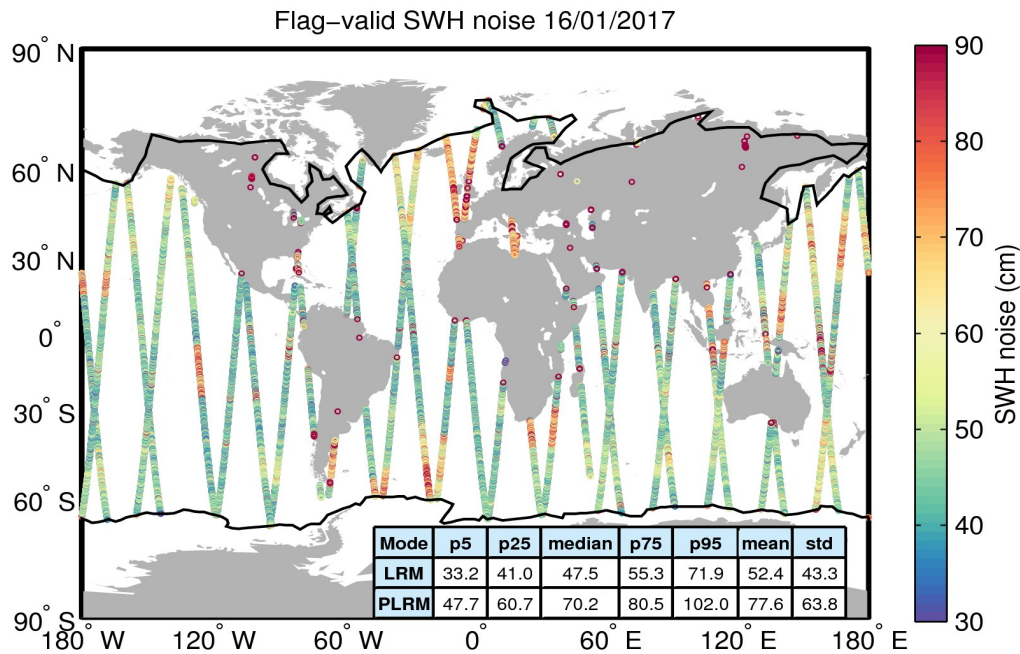 Flag−valid SWH noise 16/01/2017
90° N
60° N
30° N
0°
30° S
60° S
90° S
180° W
120° W
60° W
0°
60° E
120° E
180° E
Mode p5 p25 median p75 p95 mean std
LRM 33.2 41.0 47.5 55.3 71.9 52.4 43.3
PLRM 47.7 60.7 70.2 80.5 102.0 77.6 63.8
90
80
70
60
50
40
30
SWH noise (cm)